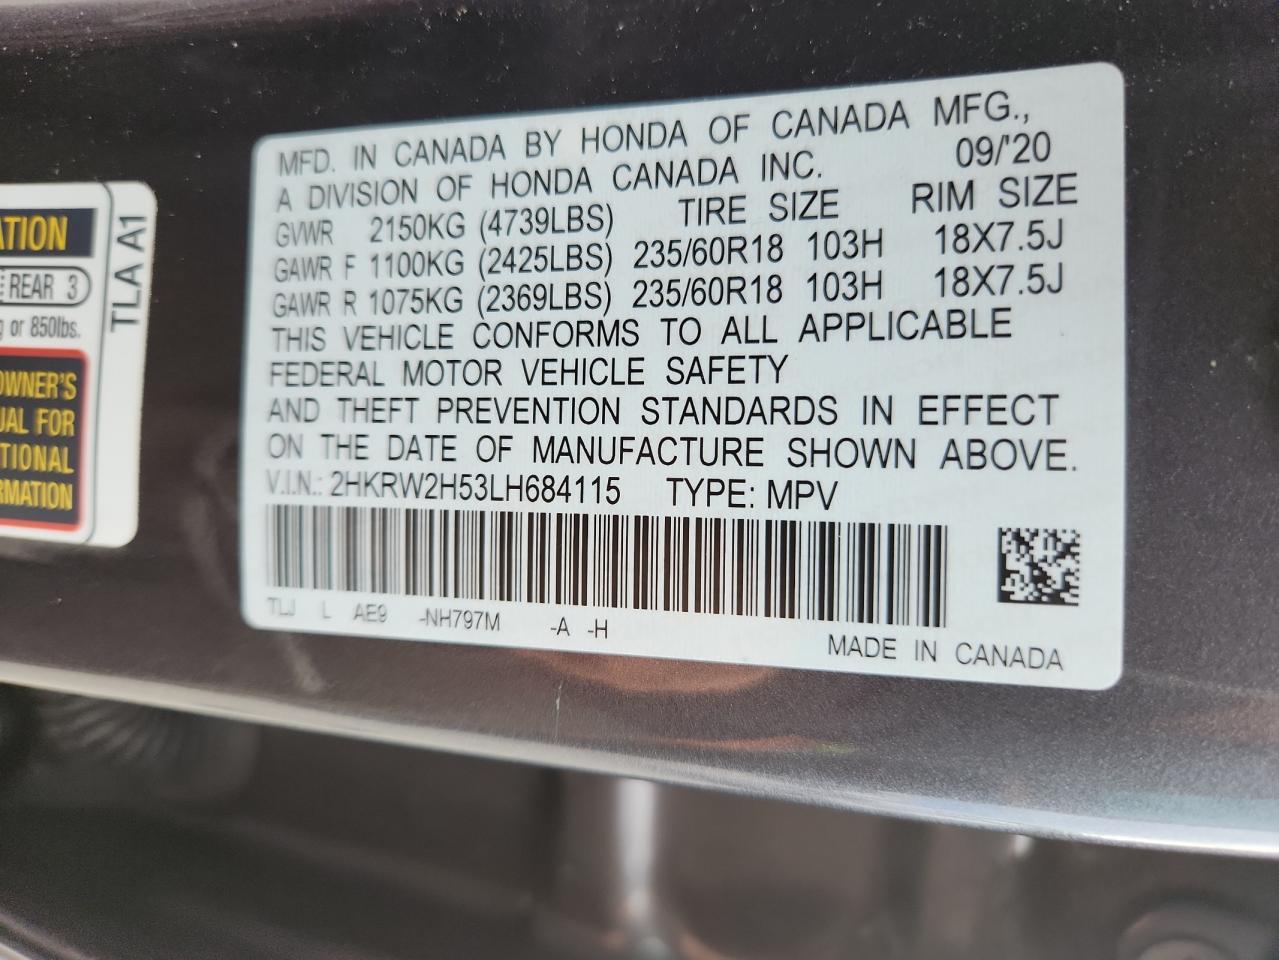 MFD. IN CANADA BY HONDA OF CANADA MFG.,
A DIVISION OF HONDA CANADA INC. 09/'20
GVWR 2150KG (4739LBS) TIRE SIZE RIM SIZE
GAWR F 1100KG (2425LBS) 235/60R18 103H 18X7.5J
GAWR R 1075KG (2369LBS) 235/60R18 103H 18X7.5J
THIS VEHICLE CONFORMS TO ALL APPLICABLE
FEDERAL MOTOR VEHICLE SAFETY
AND THEFT PREVENTION STANDARDS IN EFFECT
ON THE DATE OF MANUFACTURE SHOWN ABOVE.
V.I.N.: 2HKRW2H53LH684115 TYPE: MPV
TLJ L AE9 -NH797M -A -H
MADE IN CANADA
ATION
REAR 3
g or 850lbs.
OWNER'S
UAL FOR
TIONAL
RMATION
TLA A1